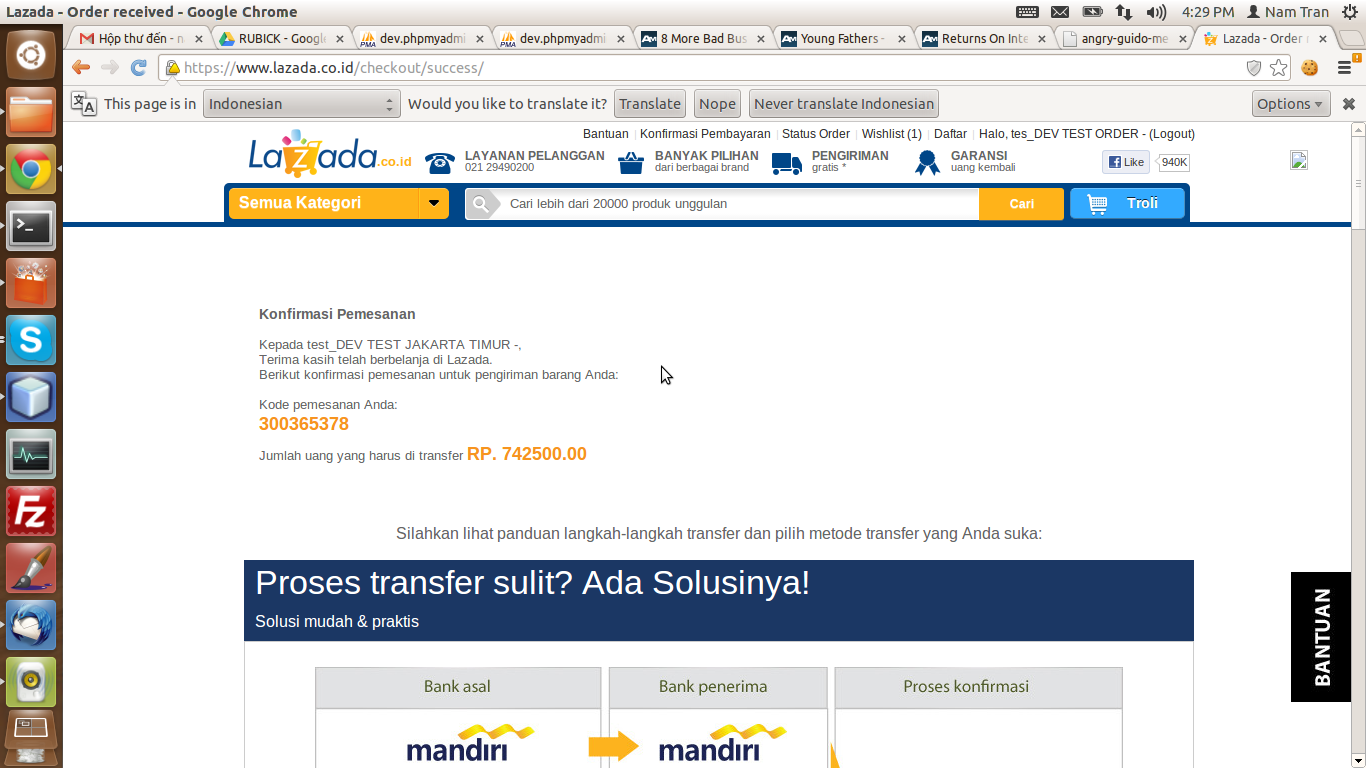 Lazada - Order received - Google Chrome
4:29 PM Nam Tran
Hộp thư đến - n
RUBICK - Google
dev.phpmyadmi
dev.phpmyadmi
8 More Bad Bus
Young Fathers -
Returns On Inte
angry-guido-me
Lazada - Order r
https://www.lazada.co.id/checkout/success/
This page is in Indonesian Would you like to translate it? Translate Nope Never translate Indonesian Options
Bantuan Konfirmasi Pembayaran Status Order Wishlist (1) Daftar Halo, tes_DEV TEST ORDER - (Logout)
Lazada.co.id
LAYANAN PELANGGAN
021 29490200
BANYAK PILIHAN
dari berbagai brand
PENGIRIMAN
gratis *
GARANSI
uang kembali
Like 940K
Semua Kategori
Cari lebih dari 20000 produk unggulan
Cari
Troli
Konfirmasi Pemesanan
Kepada test_DEV TEST JAKARTA TIMUR -,
Terima kasih telah berbelanja di Lazada.
Berikut konfirmasi pemesanan untuk pengiriman barang Anda:
Kode pemesanan Anda:
300365378
Jumlah uang yang harus di transfer RP. 742500.00
Silahkan lihat panduan langkah-langkah transfer dan pilih metode transfer yang Anda suka:
Proses transfer sulit? Ada Solusinya!
Solusi mudah & praktis
BANTUAN
Bank asal
Bank penerima
Proses konfirmasi
mandiri
mandiri